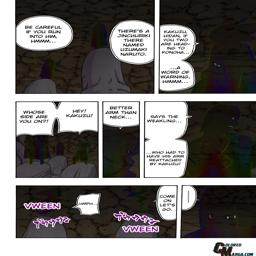 KAKUZU,
HIDAN, IF
YOU TWO
ARE HEAD-
ING TO
KONOHA...
...A
WORD OF
WARNING,
HMMM...
THERE'S A
JINCHURIKI
THERE
NAMED
UZUMAKI
NARUTO.
BE CAREFUL
IF YOU RUN
INTO HIM,
HMMM...
SAYS THE
WEAKLING...
...WHO HAD TO
HAVE HIS ARM
REATTACHED
BY KAKUZU!
BETTER
ARM THAN
NECK...
HEY!
KAKUZU!
WHOSE
SIDE ARE
YOU ON?!
COME
ON
LET'S
GO.
VWEEN
VWEEN
COLORED
MANGA.COM